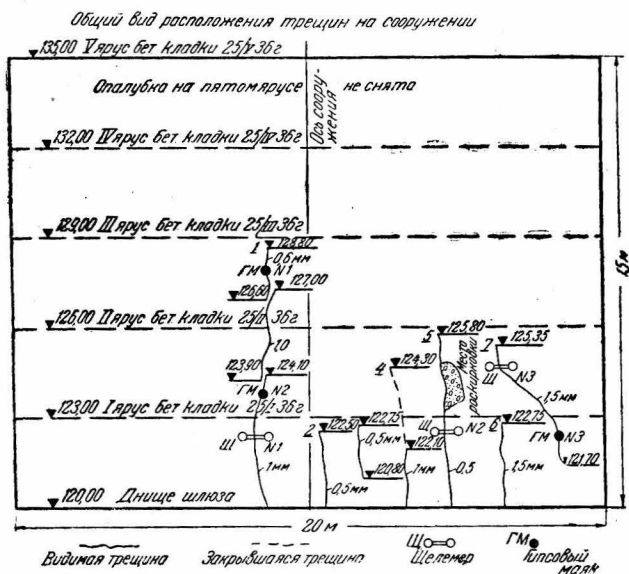 Общий вид расположения трещин на сооружении
135,00 V ярус бет кладки 25/V 36г
Опалубка на пятом ярусе не снята
Ось соору-
жения
132,00 IV ярус бет кладки 25/IV 36г
129,00 III ярус бет кладки 25/III 36г
1 128,80
0,6мм
ГМ N1
127,00
126,60
126,00 II ярус бет кладки 25/II 36г
5 125,80
7 125,35
1,0
Место
раскирковки
123,90 124,10
4 124,30
Щ N3
ГМ N2
1,5мм
123,00 I ярус бет кладки 25/I 36г
2 122,50
122,75
0,5мм
Щ N2
6 122,75
ГМ N3
Щ N1
122,10
121,70
1мм
120,80
0,5мм
1мм
0,5
1,5мм
120,00 Днище шлюза
15м
20 м
Видимая трещина
Закрывшаяся трещина
Щ Щелемер
ГМ Гипсовый
маяк